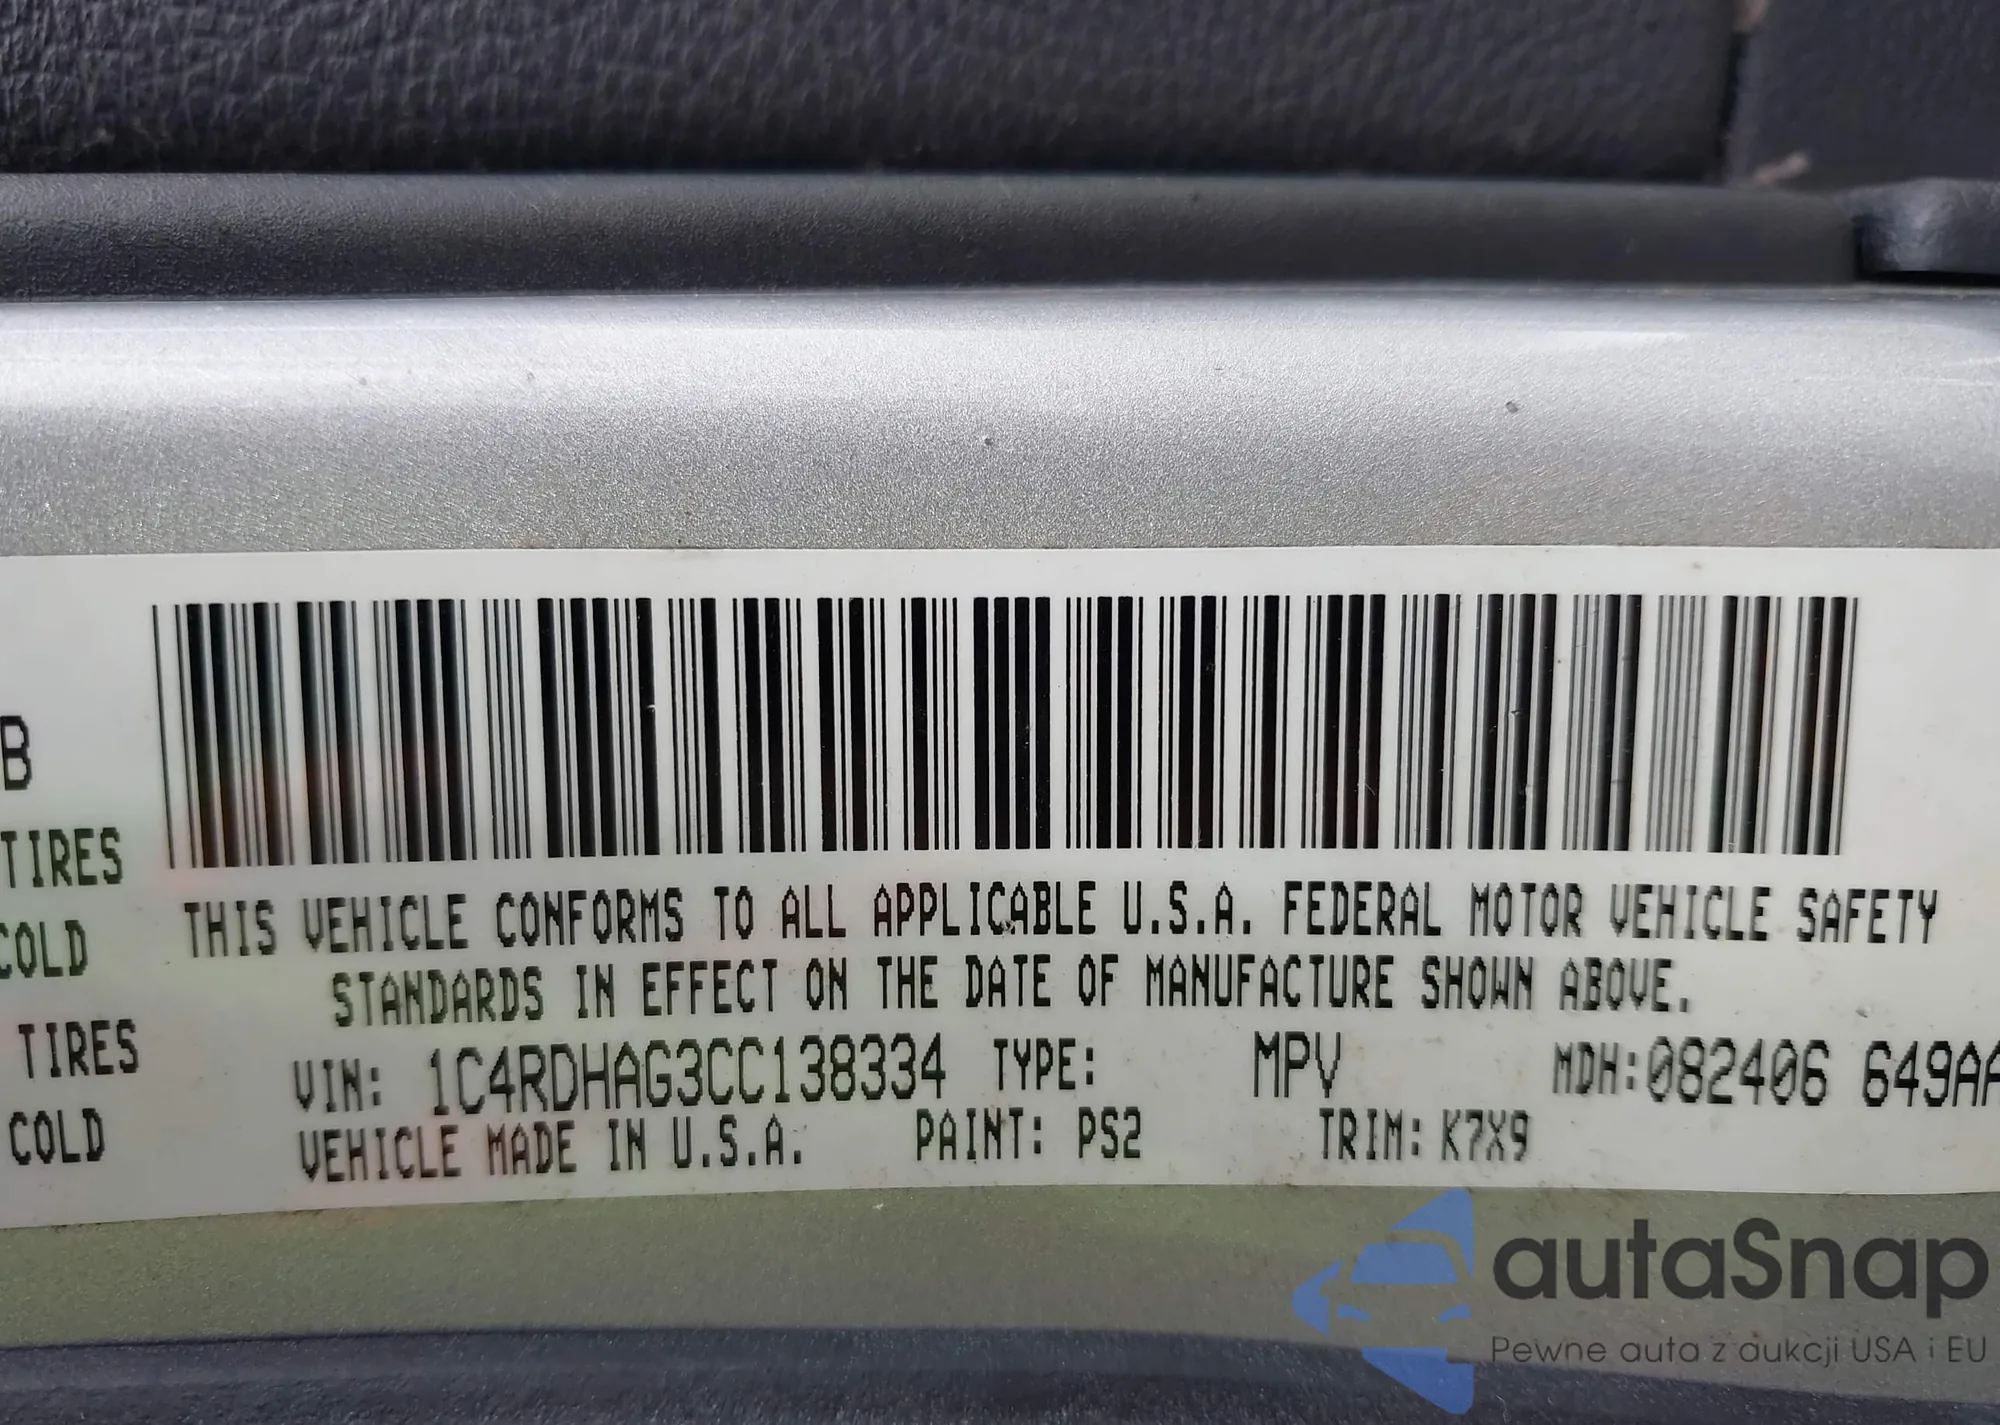 B
TIRES
COLD
TIRES
COLD
THIS VEHICLE CONFORMS TO ALL APPLICABLE U.S.A. FEDERAL MOTOR VEHICLE SAFETY
STANDARDS IN EFFECT ON THE DATE OF MANUFACTURE SHOWN ABOVE.
VIN: 1C4RDHAG3CC138334 TYPE: MPV MDH:082406 649AA
VEHICLE MADE IN U.S.A. PAINT: PS2 TRIM: K7X9
autaSnap
Pewne auta z aukcji USA i EU